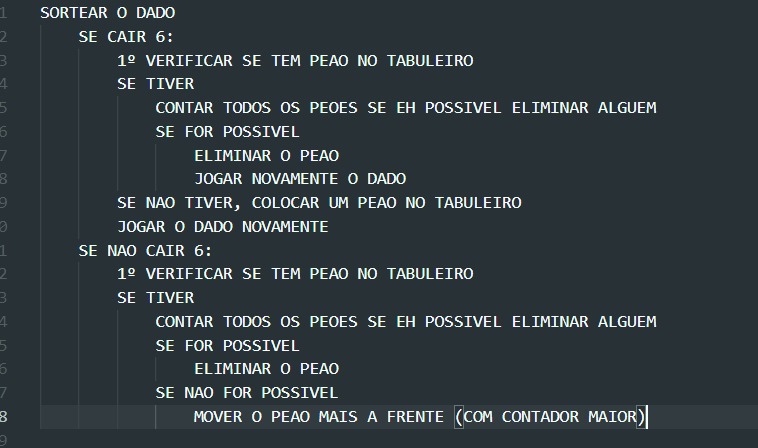 1 SORTEAR O DADO
2 SE CAIR 6:
3 1º VERIFICAR SE TEM PEAO NO TABULEIRO
4 SE TIVER
5 CONTAR TODOS OS PEOES SE EH POSSIVEL ELIMINAR ALGUEM
6 SE FOR POSSIVEL
7 ELIMINAR O PEAO
8 JOGAR NOVAMENTE O DADO
9 SE NAO TIVER, COLOCAR UM PEAO NO TABULEIRO
0 JOGAR O DADO NOVAMENTE
1 SE NAO CAIR 6:
2 1º VERIFICAR SE TEM PEAO NO TABULEIRO
3 SE TIVER
4 CONTAR TODOS OS PEOES SE EH POSSIVEL ELIMINAR ALGUEM
5 SE FOR POSSIVEL
6 ELIMINAR O PEAO
7 SE NAO FOR POSSIVEL
8 MOVER O PEAO MAIS A FRENTE (COM CONTADOR MAIOR)
9